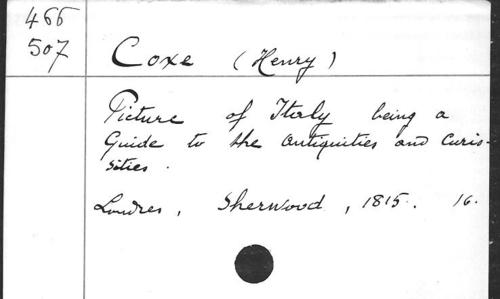 466
507
Coxe (Henry)
Picture of Italy being a
Guide to the antiquities and curio-
sities.
Londres, Sherwood, 1815. 16.